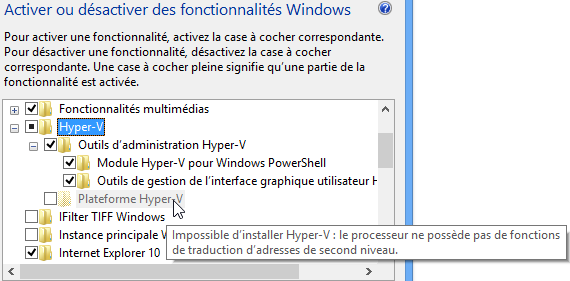 Activer ou désactiver des fonctionnalités Windows
Pour activer une fonctionnalité, activez la case à cocher correspondante.
Pour désactiver une fonctionnalité, désactivez la case à cocher
correspondante. Une case à cocher pleine signifie qu'une partie de la
fonctionnalité est activée.
Fonctionnalités multimédias
Hyper-V
Outils d'administration Hyper-V
Module Hyper-V pour Windows PowerShell
Outils de gestion de l'interface graphique utilisateur H
Plateforme Hyper-V
IFilter TIFF Windows
Instance principale W
Impossible d'installer Hyper-V : le processeur ne possède pas de fonctions
de traduction d'adresses de second niveau.
Internet Explorer 10